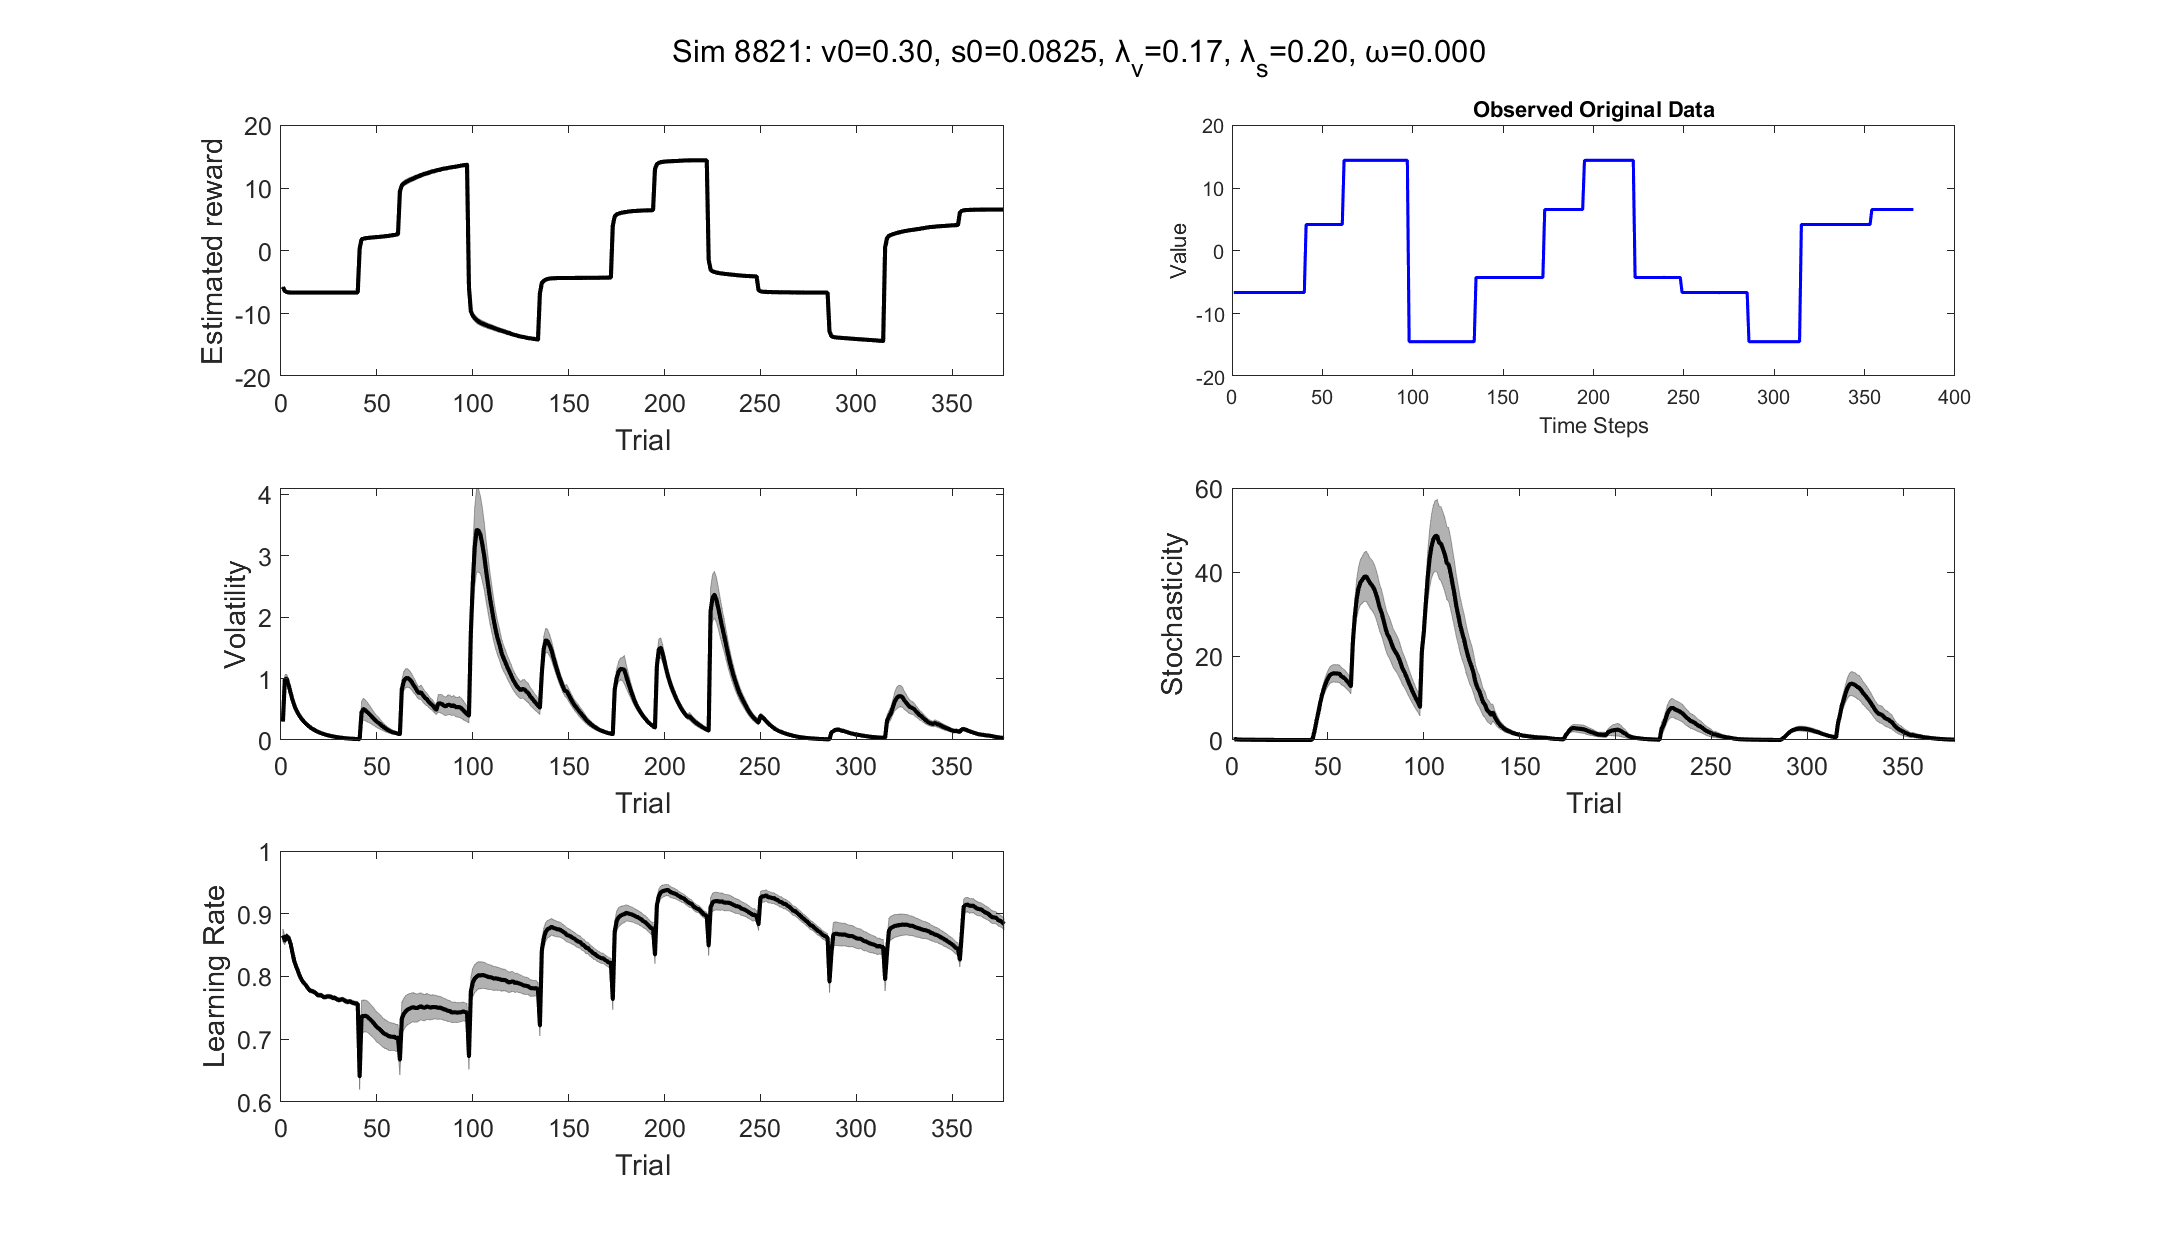 Sim 8821: v0=0.30, s0=0.0825, λv=0.17, λs=0.20, ω=0.000
20
10
0
-10
-20
Estimated reward
0 50 100 150 200 250 300 350
Trial
Observed Original Data
20
10
0
-10
-20
Value
0 50 100 150 200 250 300 350 400
Time Steps
4
3
2
1
0
Volatility
0 50 100 150 200 250 300 350
Trial
60
40
20
0
Stochasticity
0 50 100 150 200 250 300 350
Trial
1
0.9
0.8
0.7
0.6
Learning Rate
0 50 100 150 200 250 300 350
Trial